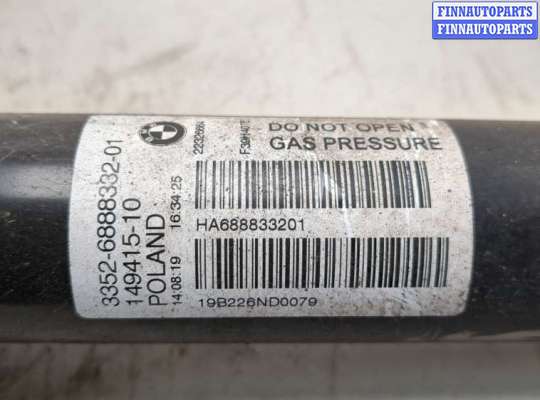 FINNAUTOPARTS
FINNAUTOPARTS
BMW
3352-6888332-01
149415-10
POLAND
14:08:19 16:34:25
DO NOT OPEN
GAS PRESSURE
HA688833201
19B226ND0079